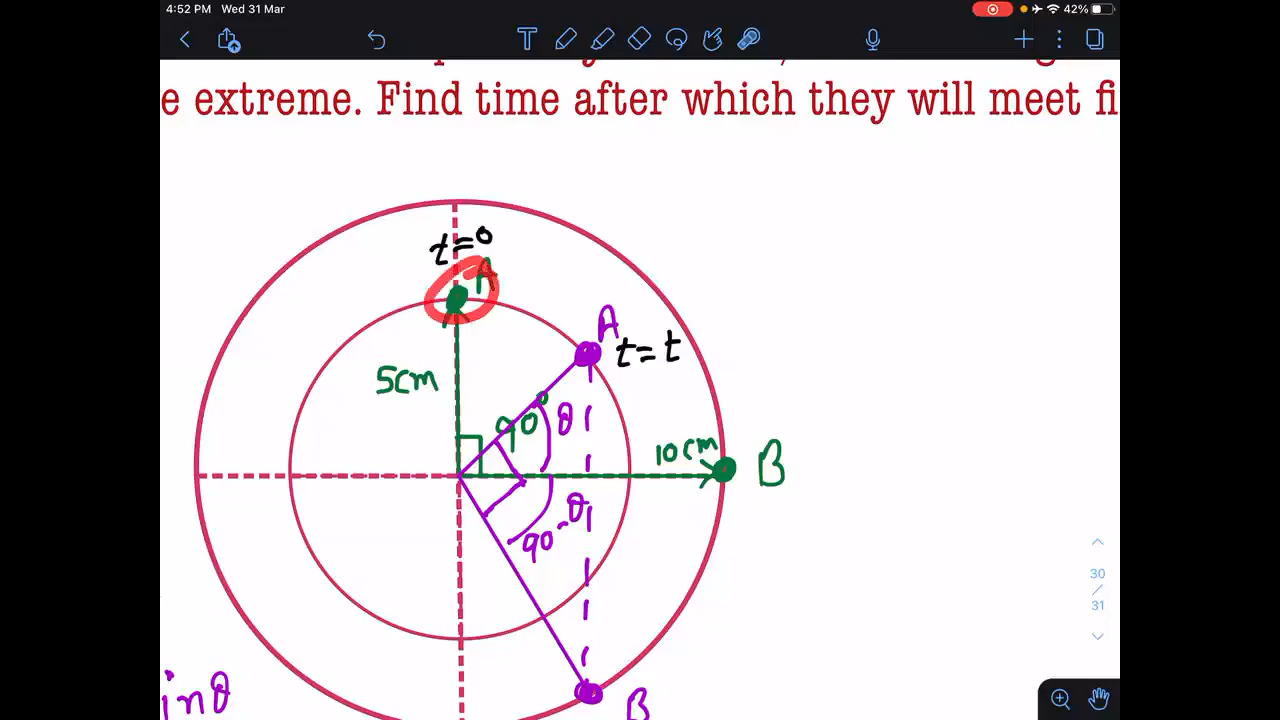 4:52 PM Wed 31 Mar
42%
e extreme. Find time after which they will meet fi
t=0
A
A
t=t
5cm
90°
θ
10cm
B
90-θ
30
/
31
inθ
B